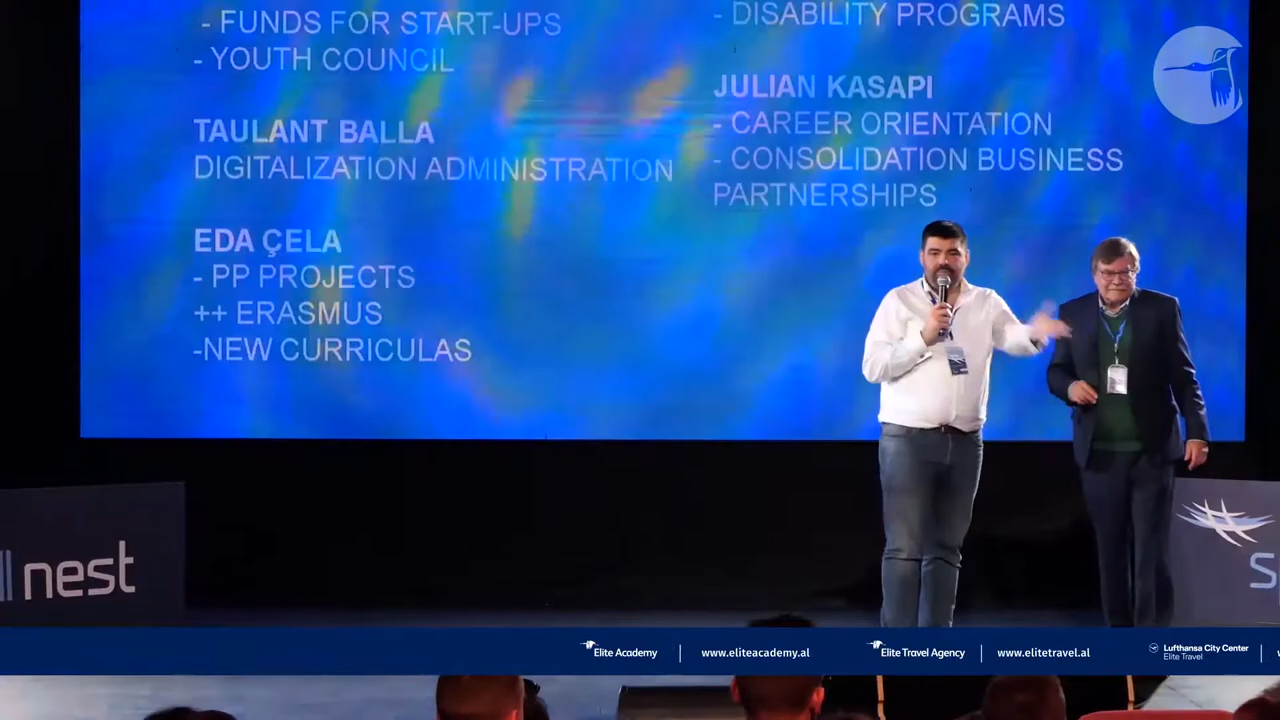 - FUNDS FOR START-UPS
- YOUTH COUNCIL
TAULANT BALLA
DIGITALIZATION ADMINISTRATION
EDA ÇELA
- PP PROJECTS
++ ERASMUS
-NEW CURRICULAS
- DISABILITY PROGRAMS
JULIAN KASAPI
- CAREER ORIENTATION
- CONSOLIDATION BUSINESS
PARTNERSHIPS
nest
S
Elite Academy
www.eliteacademy.al
Elite Travel Agency
www.elitetravel.al
Lufthansa City Center
Elite Travel